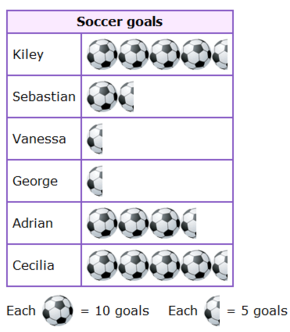 Soccer goals
Kiley
Sebastian
Vanessa
George
Adrian
Cecilia
Each = 10 goals Each = 5 goals